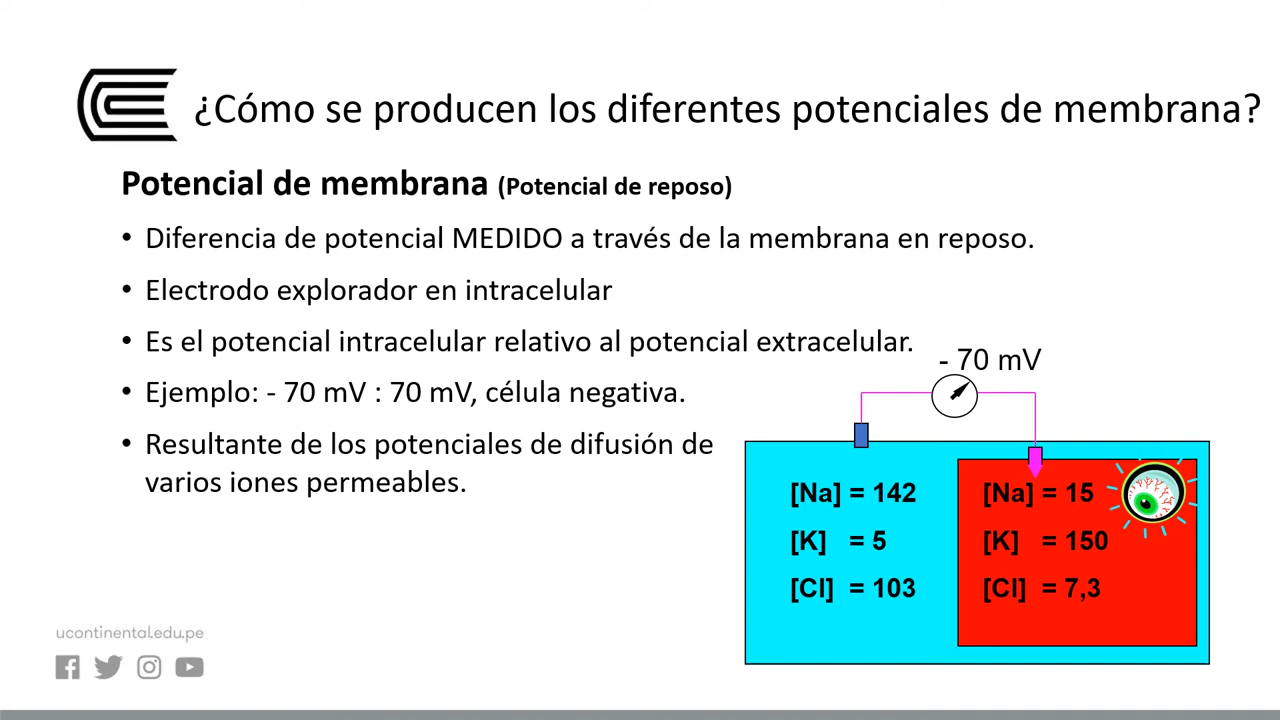 ¿Cómo se producen los diferentes potenciales de membrana?
Potencial de membrana (Potencial de reposo)
• Diferencia de potencial MEDIDO a través de la membrana en reposo.
• Electrodo explorador en intracelular
• Es el potencial intracelular relativo al potencial extracelular.
• Ejemplo: - 70 mV : 70 mV, célula negativa.
• Resultante de los potenciales de difusión de
varios iones permeables.
- 70 mV
[Na] = 142
[K] = 5
[Cl] = 103
[Na] = 15
[K] = 150
[Cl] = 7,3
ucontinental.edu.pe